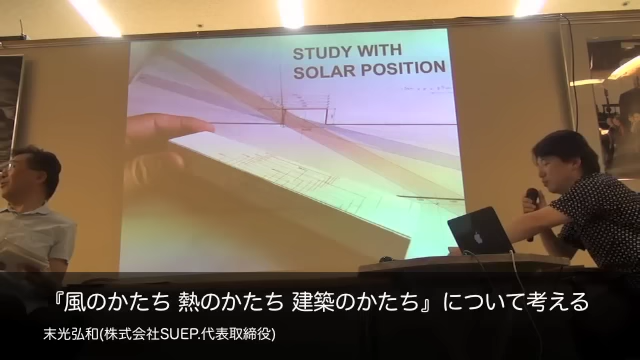 STUDY WITH
SOLAR POSITION
『風のかたち 熱のかたち 建築のかたち』について考える
末光弘和(株式会社SUEP.代表取締役)